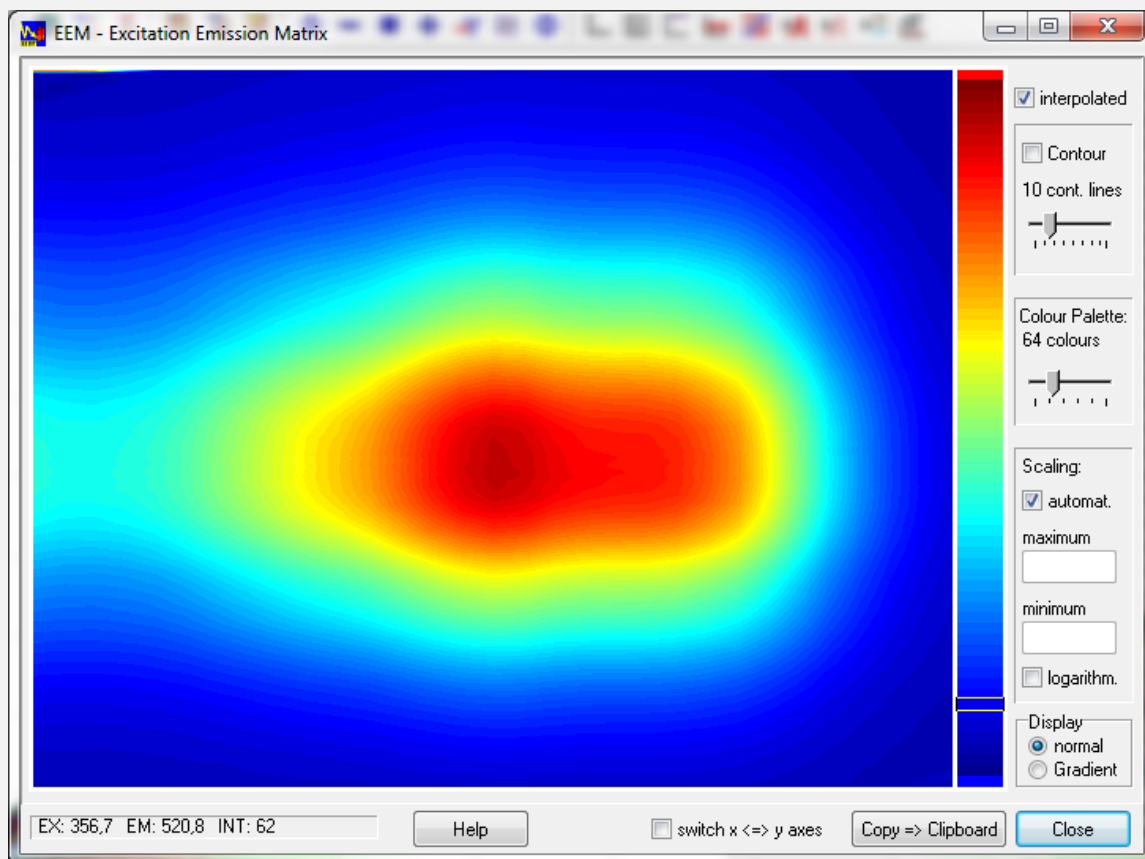 EEM - Excitation Emission Matrix
interpolated
Contour
10 cont. lines
Colour Palette:
64 colours
Scaling:
automat.
maximum
minimum
logarithm.
Display
normal
Gradient
EX: 356,7 EM: 520,8 INT: 62
Help
switch x <=> y axes
Copy => Clipboard
Close